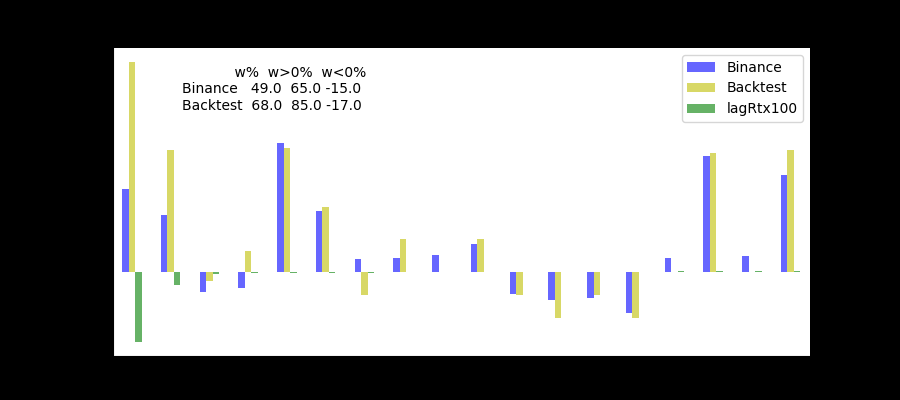 w%  w>0%  w<0%
Binance   49.0  65.0 -15.0
Backtest  68.0  85.0 -17.0
Binance
Backtest
lagRtx100